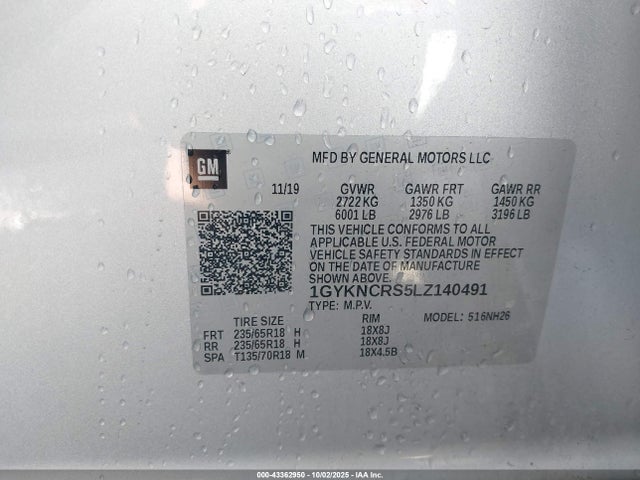 GM
MFD BY GENERAL MOTORS LLC
11/19 GVWR GAWR FRT GAWR RR
2722 KG 1350 KG 1450 KG
6001 LB 2976 LB 3196 LB
THIS VEHICLE CONFORMS TO ALL
APPLICABLE U.S. FEDERAL MOTOR
VEHICLE SAFETY STANDARDS IN EFFECT
ON THE DATE OF MANUFACTURE
SHOWN ABOVE.
1GYKNCRS5LZ140491
TYPE: M.P.V.
TIRE SIZE RIM MODEL: 516NH26
FRT 235/65R18 H 18X8J
RR 235/65R18 H 18X8J
SPA T135/70R18 M 18X4.5B
000-43362950 - 10/02/2025 - IAA Inc.